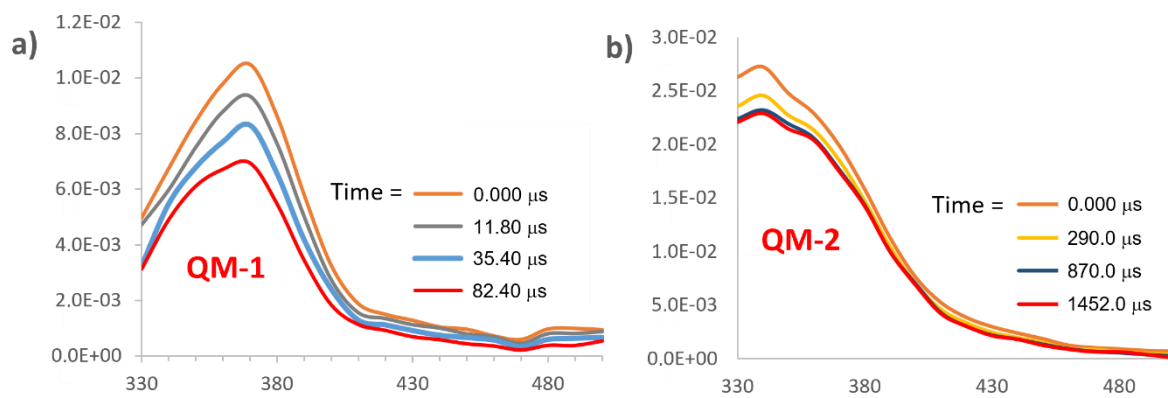 a)
1.2E-02
1.0E-02
8.0E-03
6.0E-03
4.0E-03
2.0E-03
0.0E+00
330
380
430
480
QM-1
Time =
0.000 µs
11.80 µs
35.40 µs
82.40 µs
b)
3.0E-02
2.5E-02
2.0E-02
1.5E-02
1.0E-02
5.0E-03
0.0E+00
330
380
430
480
QM-2
Time =
0.000 µs
290.0 µs
870.0 µs
1452.0 µs